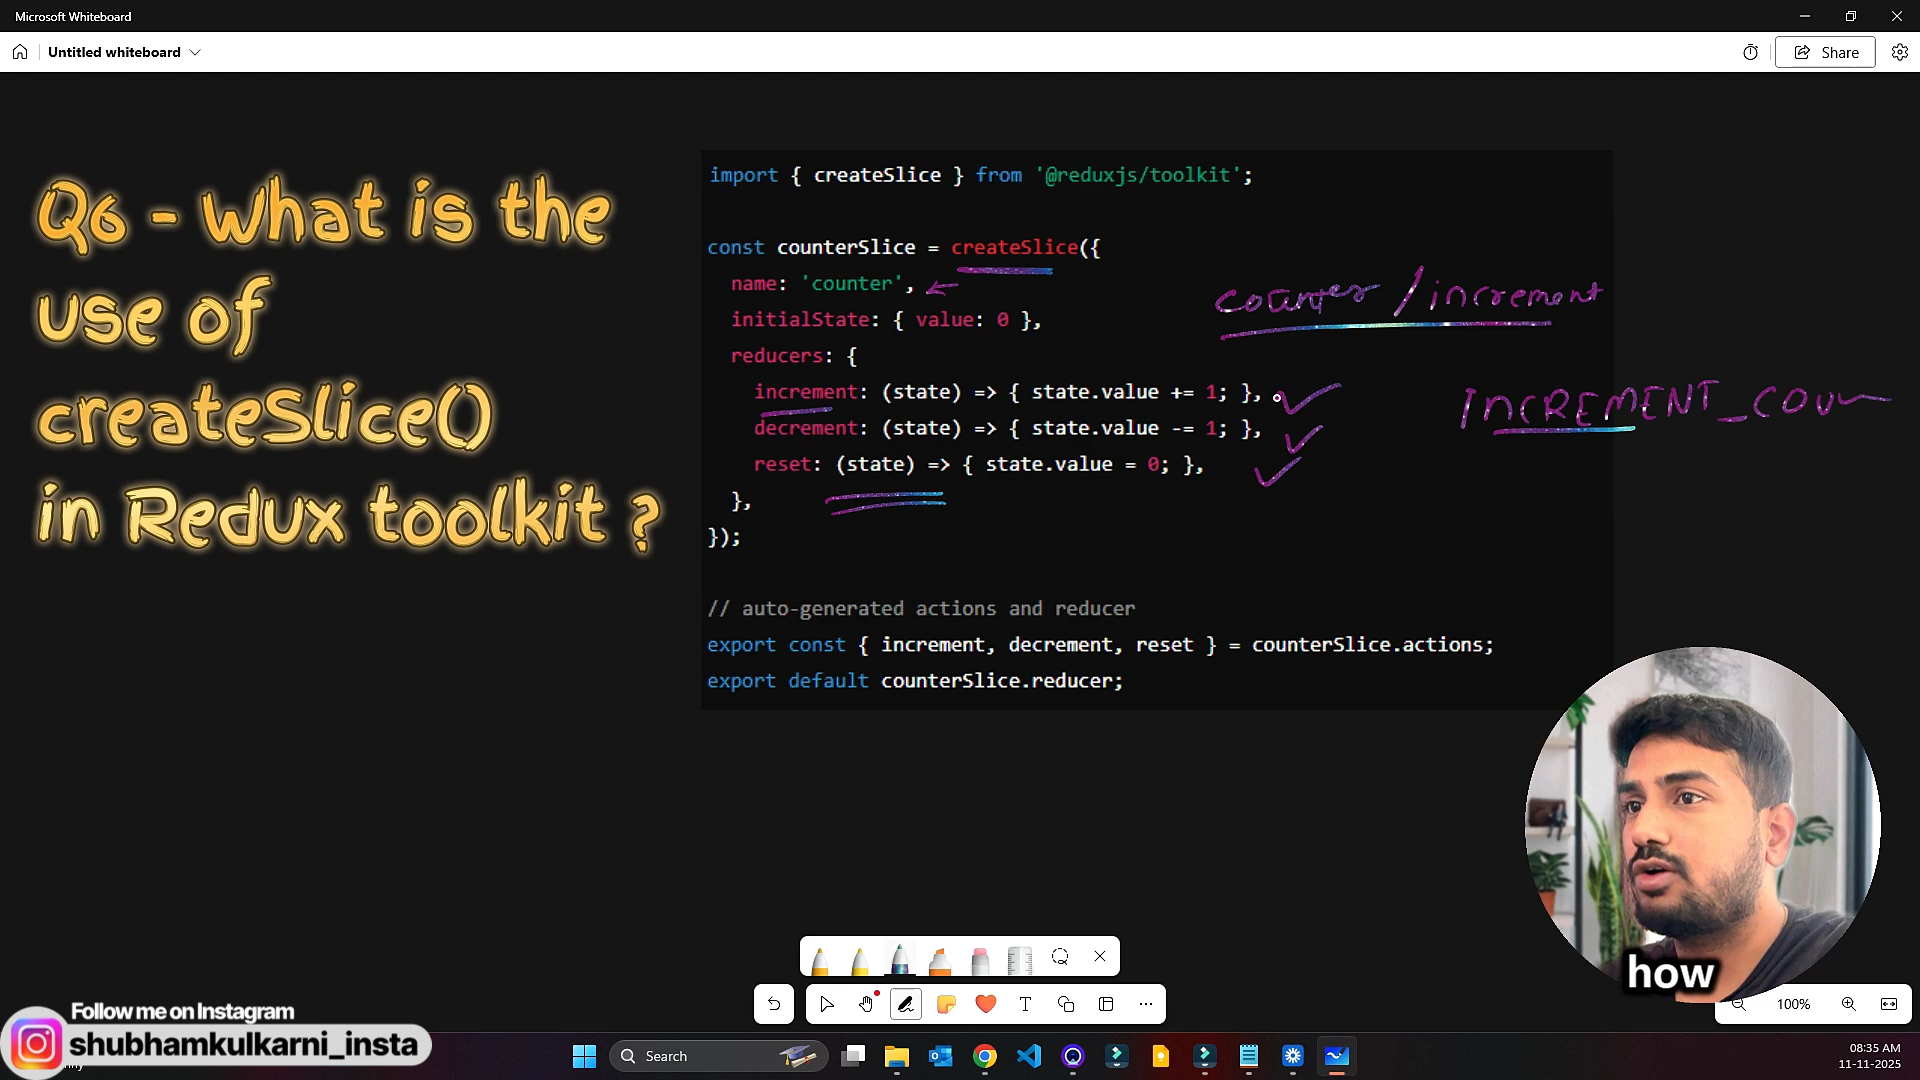 Microsoft Whiteboard
Untitled whiteboard
Share
Q6 - What is the
use of
createSlice()
in Redux toolkit ?
import { createSlice } from '@reduxjs/toolkit';
const counterSlice = createSlice({
name: 'counter',
initialState: { value: 0 },
reducers: {
increment: (state) => { state.value += 1; },
decrement: (state) => { state.value -= 1; },
reset: (state) => { state.value = 0; },
},
});
// auto-generated actions and reducer
export const { increment, decrement, reset } = counterSlice.actions;
export default counterSlice.reducer;
counter / increment
INCREMENT_COU
how
100%
Follow me on Instagram
shubhamkulkarni_insta
Search
08:35 AM
11-11-2025